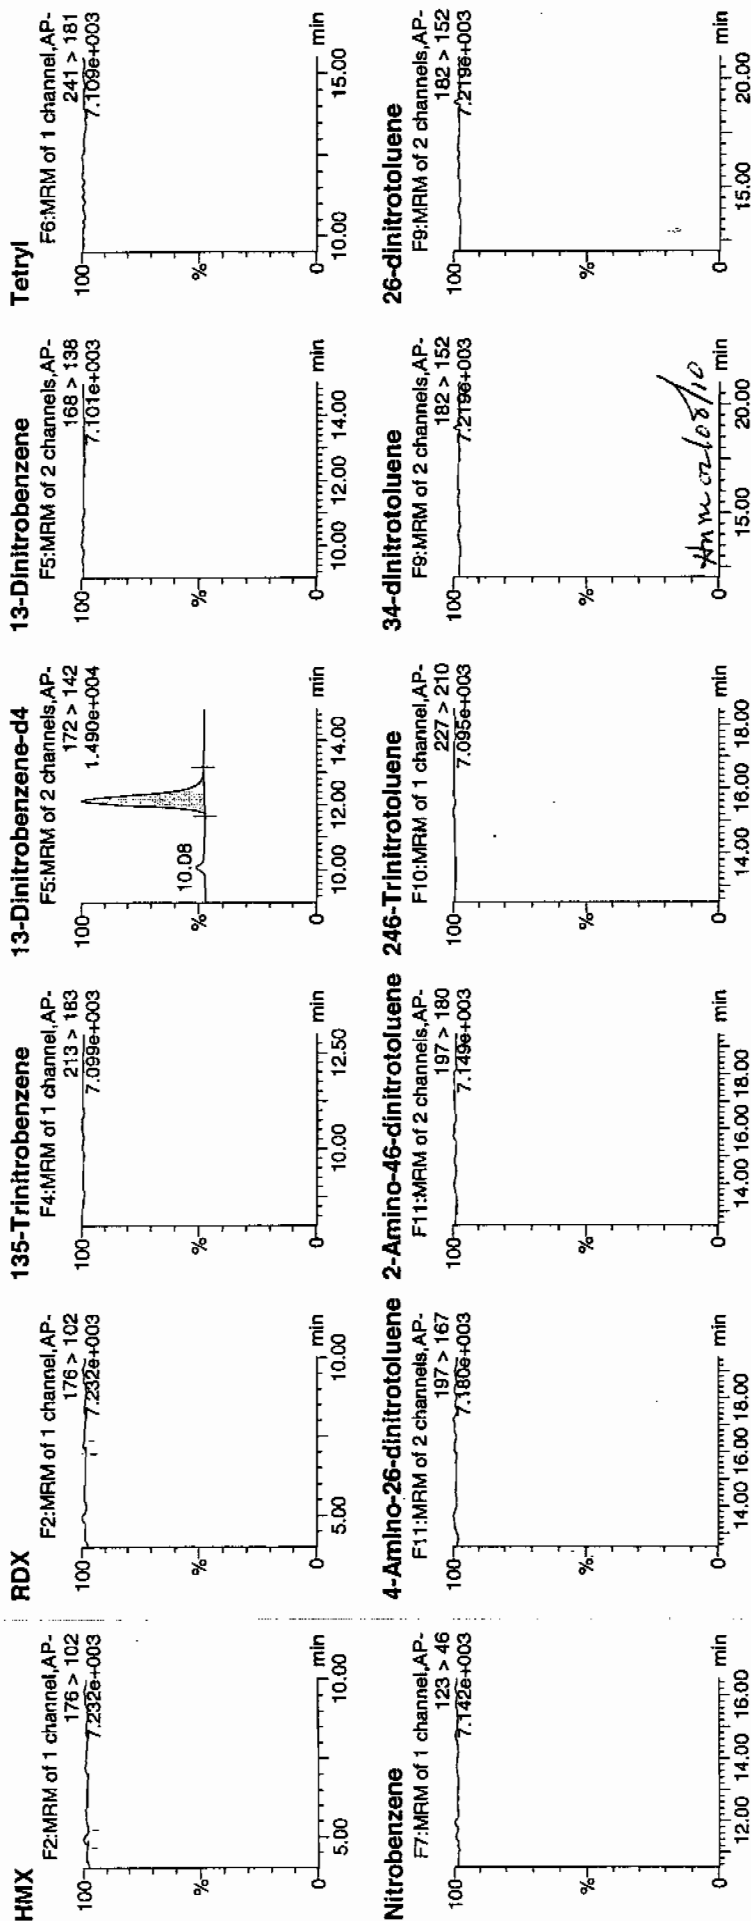 HMX
F2:MRM of 1 channel,AP-
176 > 102
7.232e+003
100
%
0
5.00
10.00
min
RDX
F2:MRM of 1 channel,AP-
176 > 102
7.232e+003
100
%
0
5.00
10.00
min
135-Trinitrobenzene
F4:MRM of 1 channel,AP-
213 > 183
7.099e+003
100
%
0
10.00
12.50
min
13-Dinitrobenzene-d4
F5:MRM of 2 channels,AP-
172 > 142
1.490e+004
100
%
10.08
0
10.00
12.00
14.00
min
13-Dinitrobenzene
F5:MRM of 2 channels,AP-
168 > 138
7.101e+003
100
%
0
10.00
12.00
14.00
min
Tetryl
F6:MRM of 1 channel,AP-
241 > 181
7.109e+003
100
%
0
10.00
15.00
min
Nitrobenzene
F7:MRM of 1 channel,AP-
123 > 46
7.142e+003
100
%
0
12.00
14.00
16.00
min
4-Amino-26-dinitrotoluene
F11:MRM of 2 channels,AP-
197 > 167
7.180e+003
100
%
0
14.00
16.00
18.00
min
2-Amino-46-dinitrotoluene
F11:MRM of 2 channels,AP-
197 > 180
7.149e+003
100
%
0
14.00
16.00
18.00
min
246-Trinitrotoluene
F10:MRM of 1 channel,AP-
227 > 210
7.095e+003
100
%
0
14.00
16.00
18.00
min
34-dinitrotoluene
F9:MRM of 2 channels,AP-
182 > 152
7.219e+003
100
%
0
02/08/10
15.00
20.00
min
26-dinitrotoluene
F9:MRM of 2 channels,AP-
182 > 152
7.219e+003
100
%
0
15.00
20.00
min